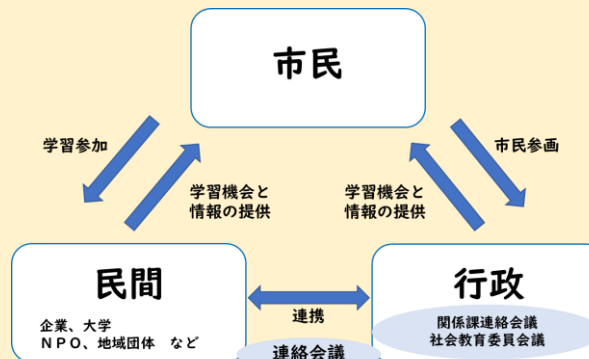 市民
学習参加
市民参画
学習機会と
情報の提供
学習機会と
情報の提供
民間
企業、大学
NPO、地域団体 など
連携
行政
関係課連絡会議
社会教育委員会議
連絡会議